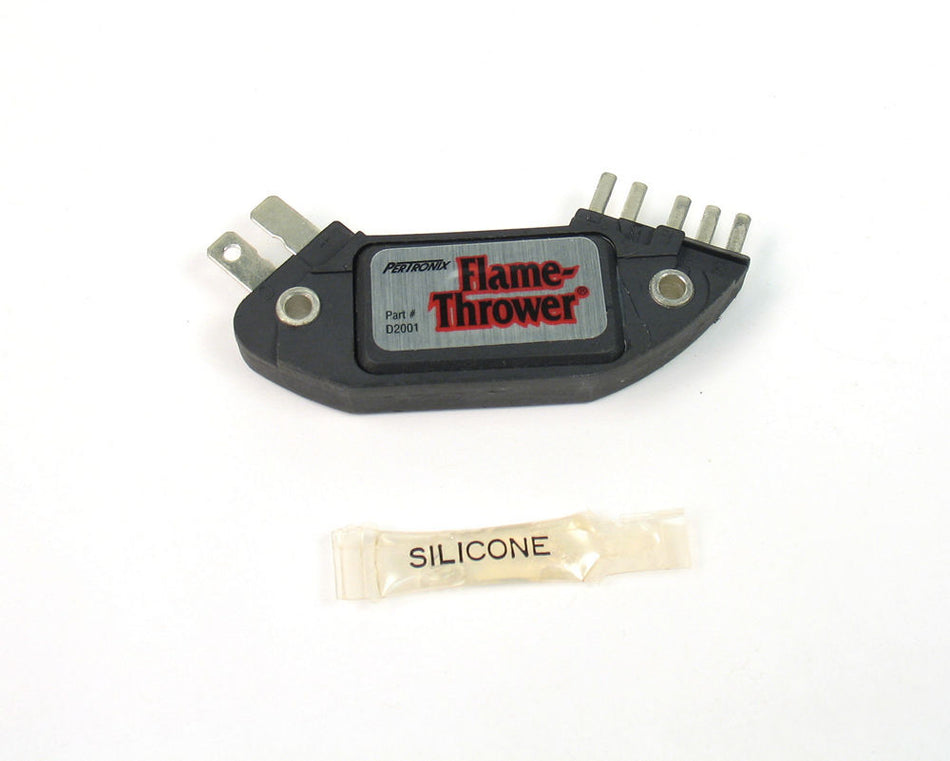 PERTRONIX
Flame-
Thrower®
Part #
D2001
SILICONE